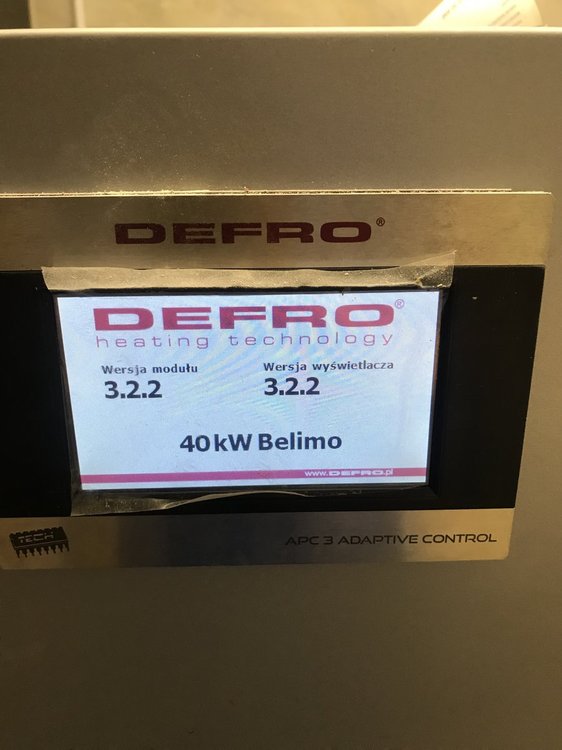 DEFRO®
DEFRO®
heating technology
Wersja modułu
3.2.2
Wersja wyświetlacza
3.2.2
40kW Belimo
www.DEFRO.pl
TECH
APC 3 ADAPTIVE CONTROL